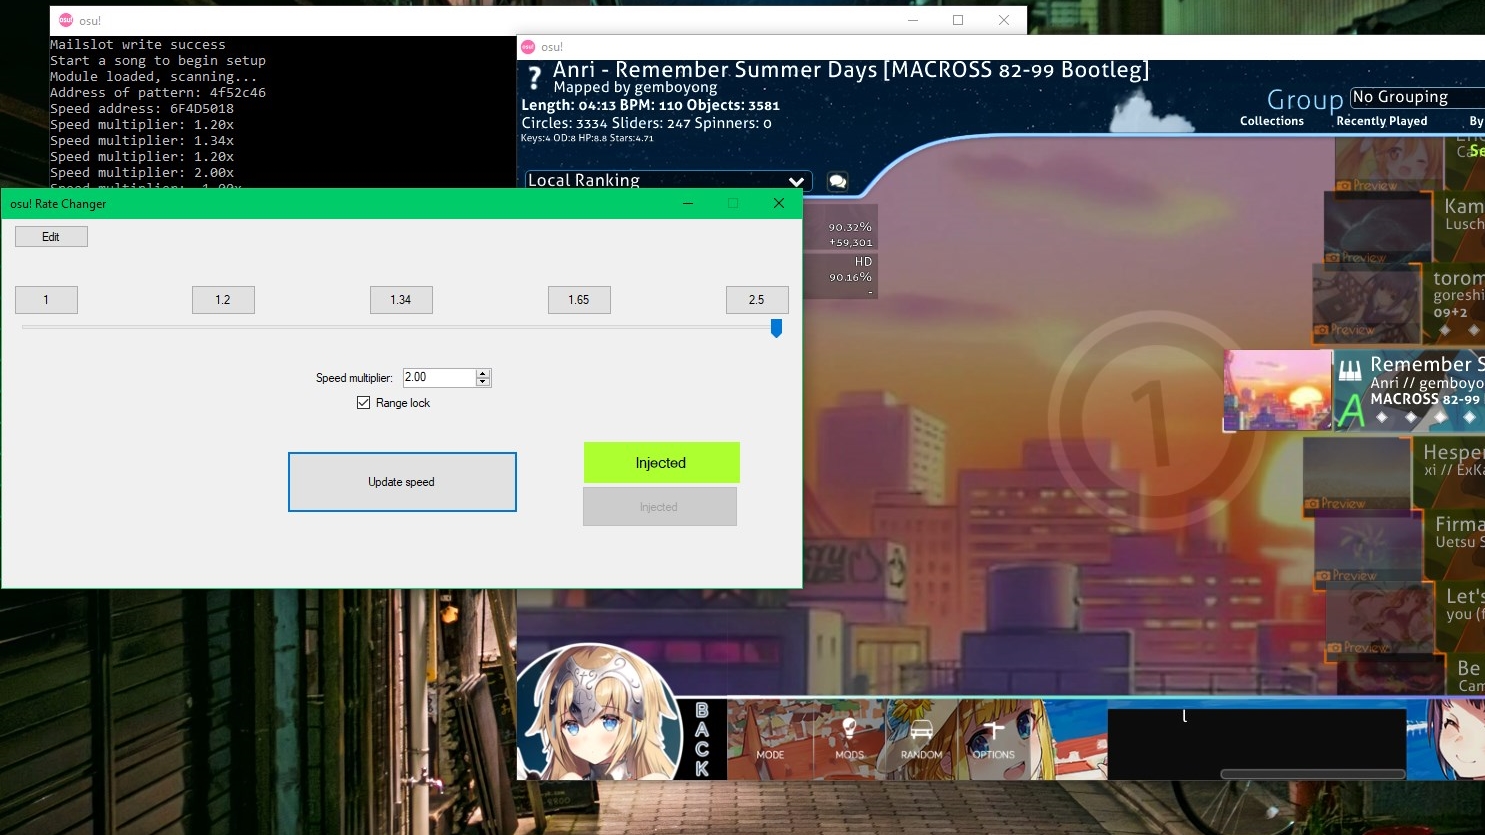 osu!
Mailslot write success
Start a song to begin setup
Module loaded, scanning...
Address of pattern: 4f52c46
Speed address: 6F4D5018
Speed multiplier: 1.20x
Speed multiplier: 1.34x
Speed multiplier: 1.20x
Speed multiplier: 2.00x
osu!
? Anri - Remember Summer Days [MACROSS 82-99 Bootleg]
Mapped by gemboyong
Length: 04:13 BPM: 110 Objects: 3581
Circles: 3334 Sliders: 247 Spinners: 0
Keys:4 OD:8 HP:8.8 Stars:4.71
Group No Grouping
Collections Recently Played By
Local Ranking
90.32%
+59,301
HD
90.16%
-
osu! Rate Changer
Edit
1 1.2 1.34 1.65 2.5
Speed multiplier: 2.00
Range lock
Update speed
Injected
Injected
Preview
Kam
Lusch
Preview
torom
goreshi
09+2
Preview
Remember S
Anri // gemboyo
MACROSS 82-99
A
Hesper
xi // ExKa
Preview
Firma
Uetsu S
Preview
Let's
you (f
Preview
Be
Cam
1
BACK
MODE MODS RANDOM OPTIONS